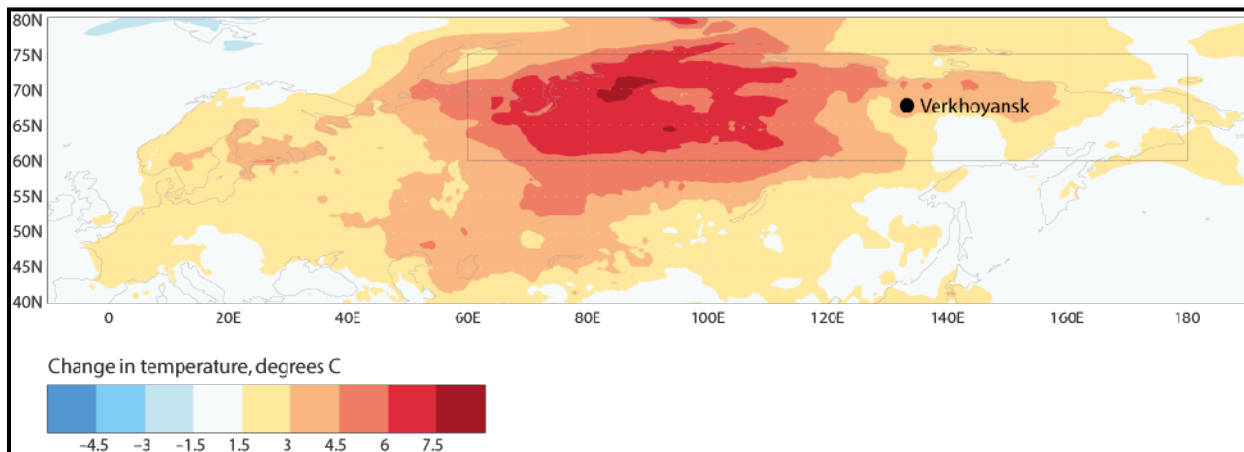 80N
75N
70N
Verkhoyansk
65N
60N
55N
50N
45N
40N
0 20E 40E 60E 80E 100E 120E 140E 160E 180
Change in temperature, degrees C
–4.5 –3 –1.5 1.5 3 4.5 6 7.5